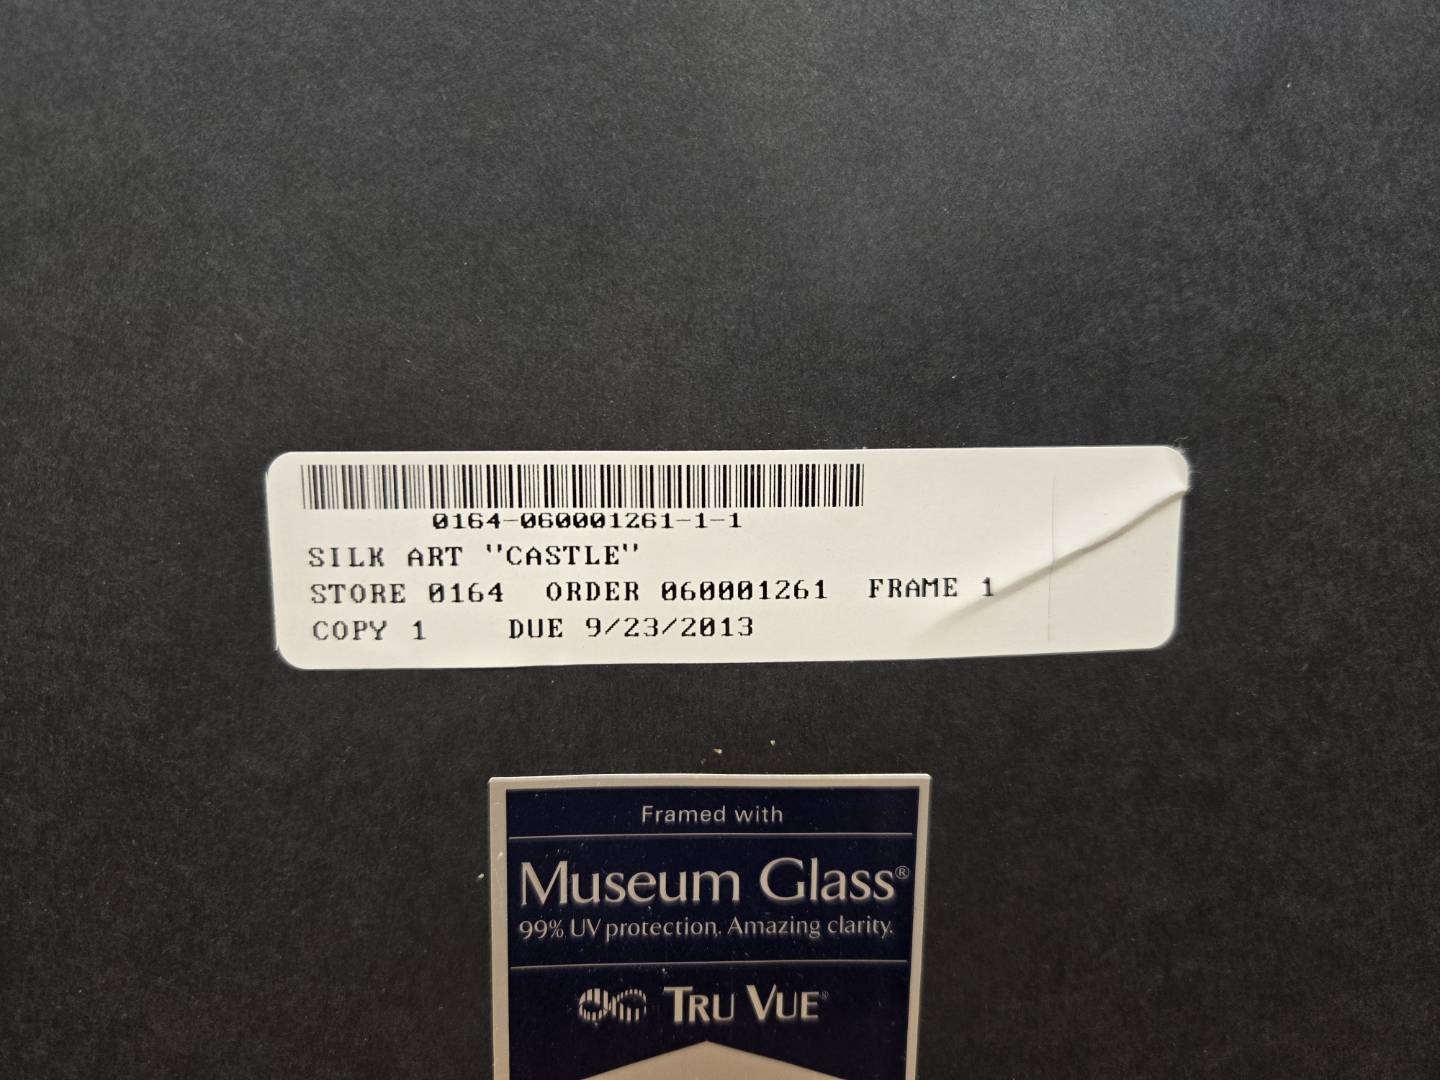 0164-060001261-1-1
SILK ART "CASTLE"
STORE 0164 ORDER 060001261 FRAME 1
COPY 1 DUE 9/23/2013
Framed with
Museum Glass®
99% UV protection. Amazing clarity.
TRU VUE®